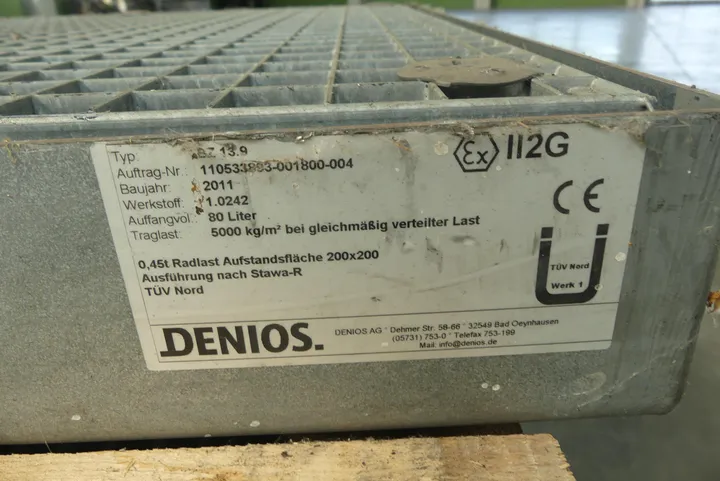 Typ: BZ 13.9
Auftrag-Nr.: 110533893-001800-004
Baujahr: 2011
Werkstoff: 1.0242
Auffangvol.: 80 Liter
Traglast: 5000 kg/m² bei gleichmäßig verteilter Last
0,45t Radlast Aufstandsfläche 200x200
Ausführung nach Stawa-R
TÜV Nord
Ex II2G
CE
TÜV Nord
Werk 1
DENIOS.
DENIOS AG * Dehmer Str. 58-66 * 32549 Bad Oeynhausen
(05731) 753-0 * Telefax 753-199
Mail: info@denios.de